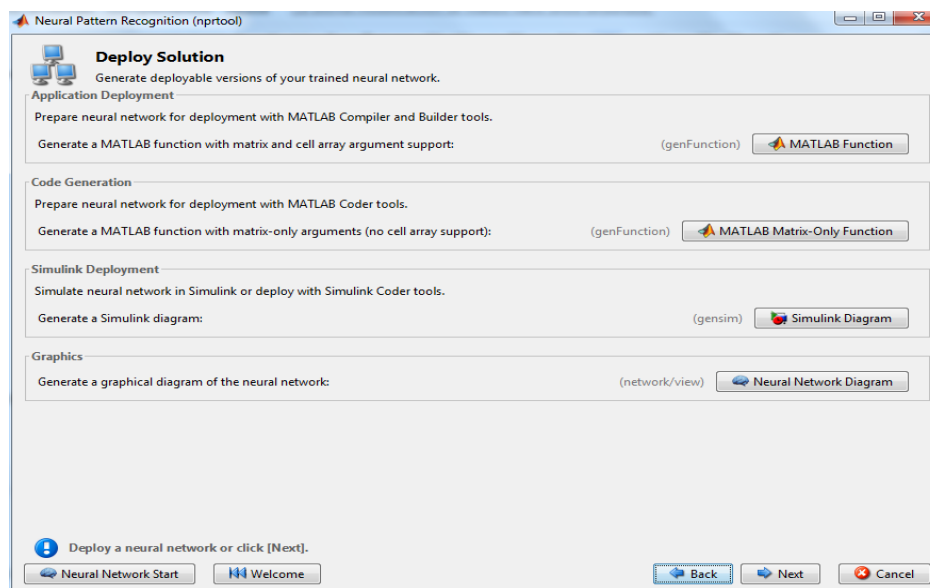 Neural Pattern Recognition (nprtool)
Deploy Solution
Generate deployable versions of your trained neural network.
Application Deployment
Prepare neural network for deployment with MATLAB Compiler and Builder tools.
Generate a MATLAB function with matrix and cell array argument support: (genFunction) MATLAB Function
Code Generation
Prepare neural network for deployment with MATLAB Coder tools.
Generate a MATLAB function with matrix-only arguments (no cell array support): (genFunction) MATLAB Matrix-Only Function
Simulink Deployment
Simulate neural network in Simulink or deploy with Simulink Coder tools.
Generate a Simulink diagram: (gensim) Simulink Diagram
Graphics
Generate a graphical diagram of the neural network: (network/view) Neural Network Diagram
Deploy a neural network or click [Next].
Neural Network Start Welcome Back Next Cancel